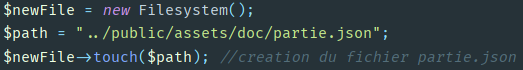 $newFile = new Filesystem();
$path = "../public/assets/doc/partie.json";
$newFile->touch($path); //creation du fichier partie.json